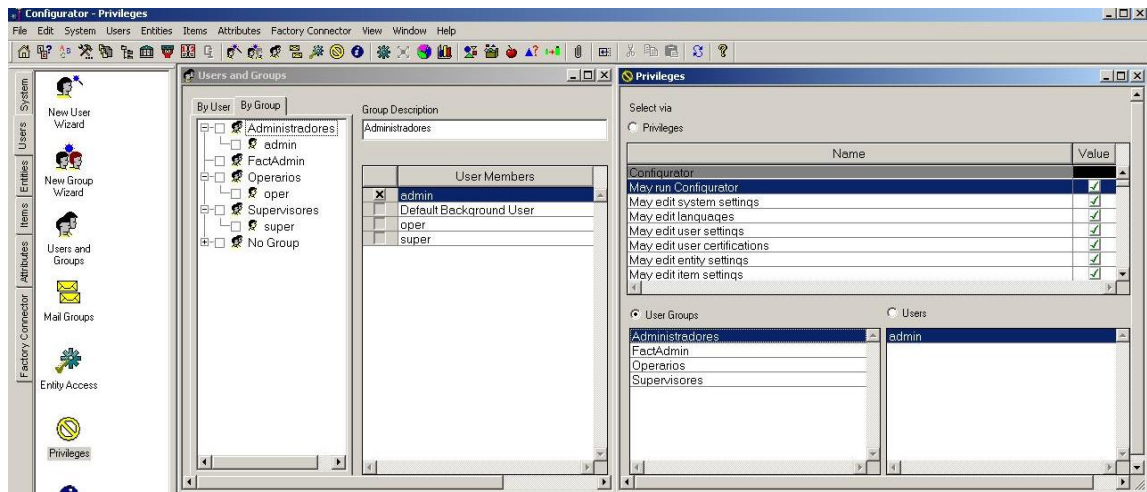 Configurator - Privileges
File Edit System Users Entities Items Attributes Factory Connector View Window Help
System
Users
Entities
Items
Attributes
Factory Connector
New User
Wizard
New Group
Wizard
Users and
Groups
Mail Groups
Entity Access
Privileges
Users and Groups
By User By Group
Administradores
admin
FactAdmin
Operarios
oper
Supervisores
super
No Group
Group Description
Administradores
User Members
admin
Default Background User
oper
super
Privileges
Select via
Privileges
Name Value
Configurator
May run Configurator
May edit system settings
May edit languages
May edit user settings
May edit user certifications
May edit entity settings
May edit item settings
User Groups
Administradores
FactAdmin
Operarios
Supervisores
Users
admin